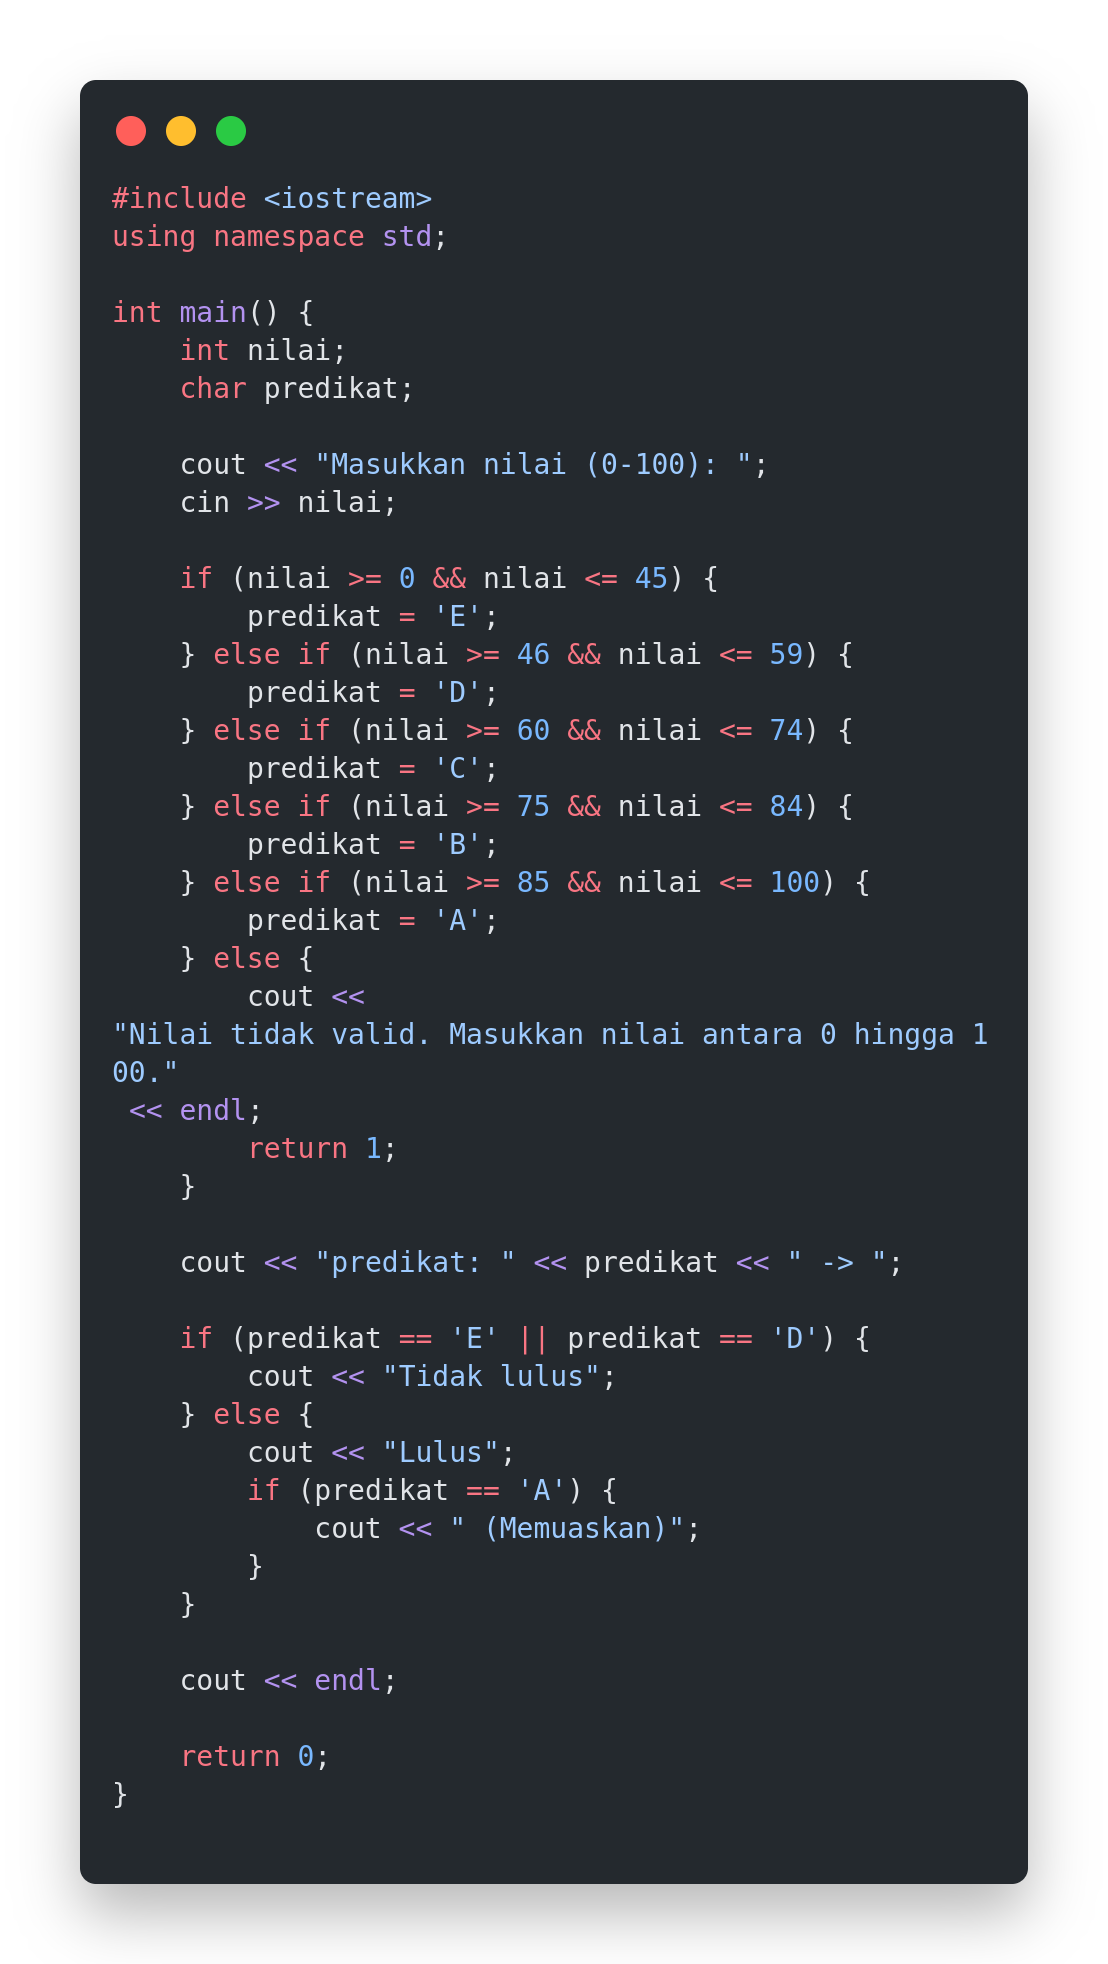 #include <iostream>
using namespace std;

int main() {
    int nilai;
    char predikat;

    cout << "Masukkan nilai (0-100): ";
    cin >> nilai;

    if (nilai >= 0 && nilai <= 45) {
        predikat = 'E';
    } else if (nilai >= 46 && nilai <= 59) {
        predikat = 'D';
    } else if (nilai >= 60 && nilai <= 74) {
        predikat = 'C';
    } else if (nilai >= 75 && nilai <= 84) {
        predikat = 'B';
    } else if (nilai >= 85 && nilai <= 100) {
        predikat = 'A';
    } else {
        cout <<
"Nilai tidak valid. Masukkan nilai antara 0 hingga 1
00."
 << endl;
        return 1;
    }

    cout << "predikat: " << predikat << " -> ";

    if (predikat == 'E' || predikat == 'D') {
        cout << "Tidak lulus";
    } else {
        cout << "Lulus";
        if (predikat == 'A') {
            cout << " (Memuaskan)";
        }
    }

    cout << endl;

    return 0;
}